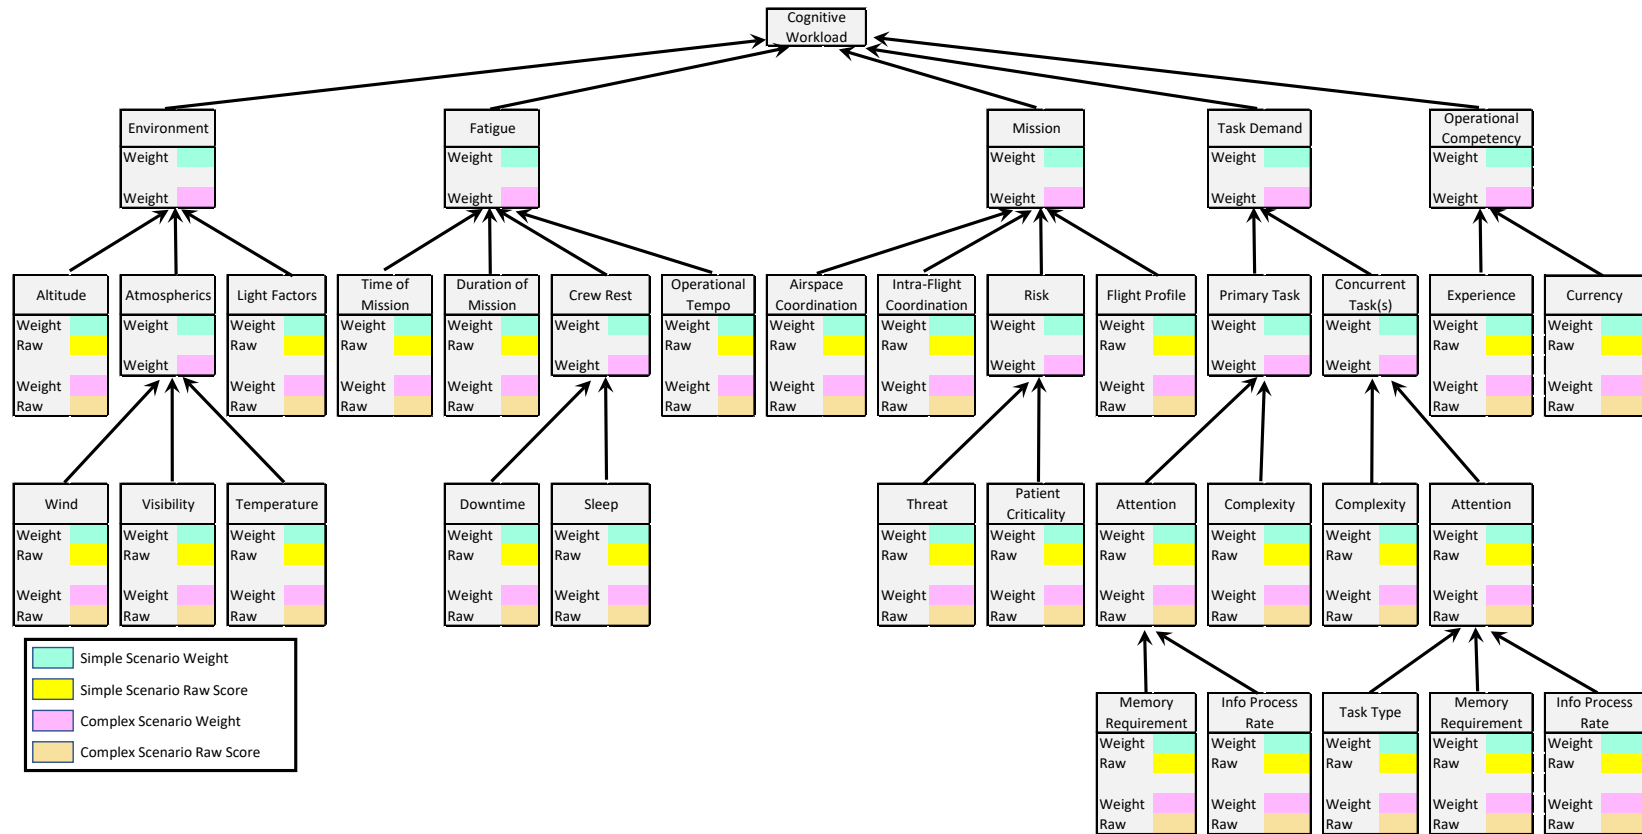 Cognitive
Workload
Environment
Weight
Weight
Fatigue
Weight
Weight
Mission
Weight
Weight
Task Demand
Weight
Weight
Operational
Competency
Weight
Weight
Altitude
Weight
Raw
Weight
Raw
Atmospherics
Weight
Weight
Light Factors
Weight
Raw
Weight
Raw
Time of
Mission
Weight
Raw
Weight
Raw
Duration of
Mission
Weight
Raw
Weight
Raw
Crew Rest
Weight
Weight
Operational
Tempo
Weight
Raw
Weight
Raw
Airspace
Coordination
Weight
Raw
Weight
Raw
Intra-Flight
Coordination
Weight
Raw
Weight
Raw
Risk
Weight
Weight
Flight Profile
Weight
Raw
Weight
Raw
Primary Task
Weight
Weight
Concurrent
Task(s)
Weight
Weight
Experience
Weight
Raw
Weight
Raw
Currency
Weight
Raw
Weight
Raw
Wind
Weight
Raw
Weight
Raw
Visibility
Weight
Raw
Weight
Raw
Temperature
Weight
Raw
Weight
Raw
Downtime
Weight
Raw
Weight
Raw
Sleep
Weight
Raw
Weight
Raw
Threat
Weight
Raw
Weight
Raw
Patient
Criticality
Weight
Raw
Weight
Raw
Attention
Weight
Raw
Weight
Raw
Complexity
Weight
Raw
Weight
Raw
Complexity
Weight
Raw
Weight
Raw
Attention
Weight
Raw
Weight
Raw
Memory
Requirement
Weight
Raw
Weight
Raw
Info Process
Rate
Weight
Raw
Weight
Raw
Task Type
Weight
Raw
Weight
Raw
Memory
Requirement
Weight
Raw
Weight
Raw
Info Process
Rate
Weight
Raw
Weight
Raw
Simple Scenario Weight
Simple Scenario Raw Score
Complex Scenario Weight
Complex Scenario Raw Score